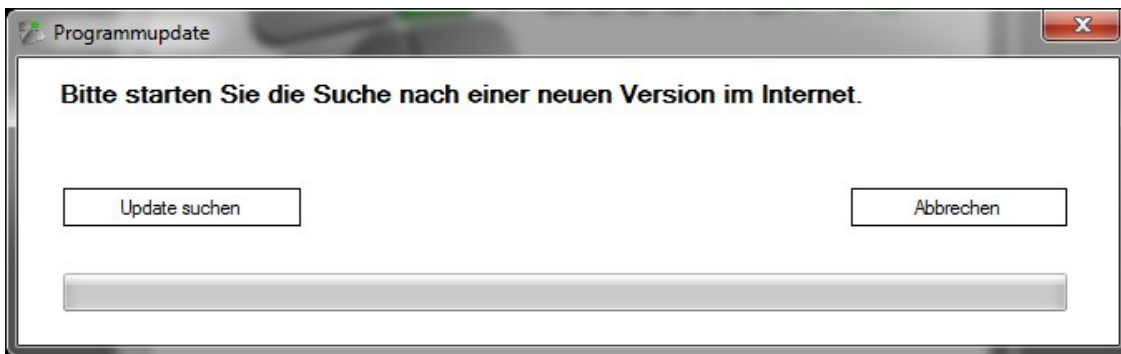 Programmupdate
Bitte starten Sie die Suche nach einer neuen Version im Internet.
Update suchen
Abbrechen